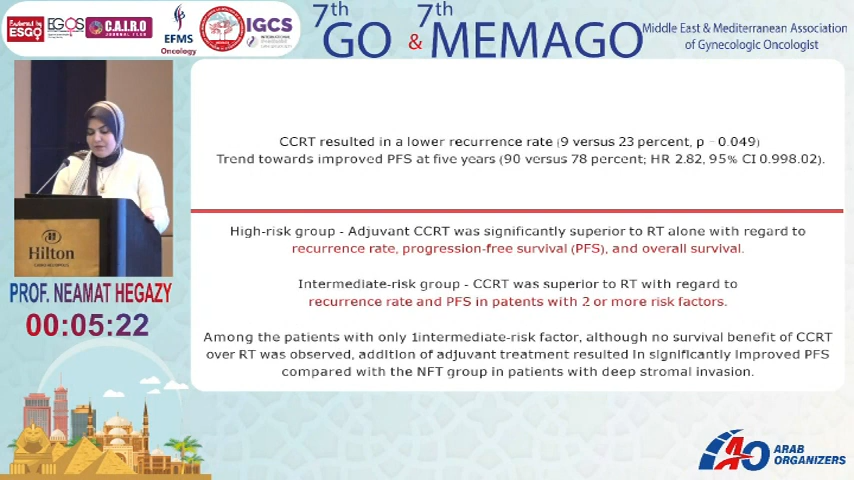 Endorsed by
ESGO
EGOS
C.A.I.R.O
JOURNAL CLUB
EFMS
Oncology
IGCS
7th
GO
&
7th
MEMAGO
Middle East & Mediterranean Association
of Gynecologic Oncologist
CCRT resulted in a lower recurrence rate (9 versus 23 percent, p = 0.049)
Trend towards improved PFS at five years (90 versus 78 percent; HR 2.82, 95% CI 0.998.02).
High-risk group - Adjuvant CCRT was significantly superior to RT alone with regard to
recurrence rate, progression-free survival (PFS), and overall survival.
Intermediate-risk group - CCRT was superior to RT with regard to
recurrence rate and PFS in patents with 2 or more risk factors.
Among the patients with only 1intermediate-risk factor, although no survival benefit of CCRT
over RT was observed, addition of adjuvant treatment resulted in significantly improved PFS
compared with the NFT group in patients with deep stromal invasion.
Hilton
PROF. NEAMAT HEGAZY
00:05:22
AO
ARAB
ORGANIZERS